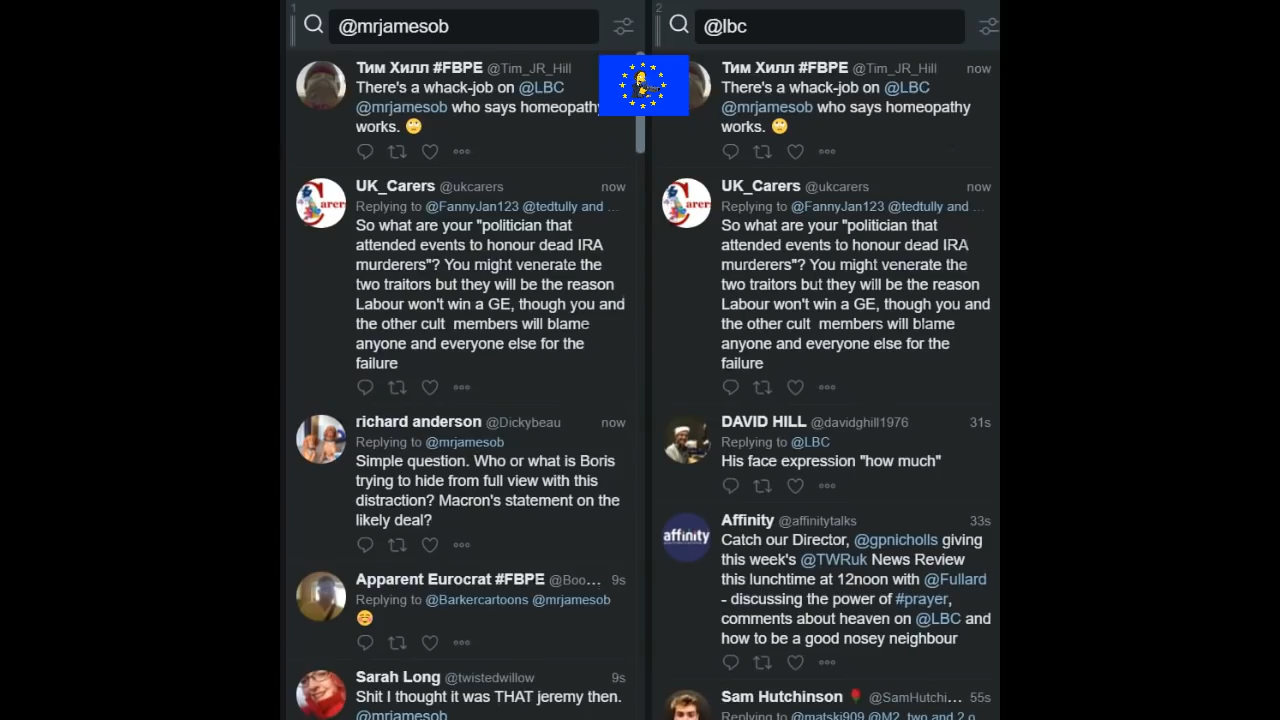 1
@mrjamesob
Тим Хилл #FBPE @Tim_JR_Hill
There's a whack-job on @LBC
@mrjamesob who says homeopathy
works. 🙄
UK_Carers @ukcarers now
Replying to @FannyJan123 @tedtully and ...
So what are your "politician that
attended events to honour dead IRA
murderers"? You might venerate the
two traitors but they will be the reason
Labour won't win a GE, though you and
the other cult members will blame
anyone and everyone else for the
failure
richard anderson @Dickybeau now
Replying to @mrjamesob
Simple question. Who or what is Boris
trying to hide from full view with this
distraction? Macron's statement on the
likely deal?
Apparent Eurocrat #FBPE @Boo... 9s
Replying to @Barkercartoons @mrjamesob
☺️
Sarah Long @twistedwillow 9s
Shit I thought it was THAT jeremy then.
@mrjamesob
2
@lbc
Тим Хилл #FBPE @Tim_JR_Hill now
There's a whack-job on @LBC
@mrjamesob who says homeopathy
works. 🙄
UK_Carers @ukcarers now
Replying to @FannyJan123 @tedtully and ...
So what are your "politician that
attended events to honour dead IRA
murderers"? You might venerate the
two traitors but they will be the reason
Labour won't win a GE, though you and
the other cult members will blame
anyone and everyone else for the
failure
DAVID HILL @davidghill1976 31s
Replying to @LBC
His face expression "how much"
affinity
Affinity @affinitytalks 33s
Catch our Director, @gpnicholls giving
this week's @TWRuk News Review
this lunchtime at 12noon with @Fullard
- discussing the power of #prayer,
comments about heaven on @LBC and
how to be a good nosey neighbour
Sam Hutchinson 🌹 @SamHutchi... 55s
Replying to @matski909 @M2_two and 2 o...